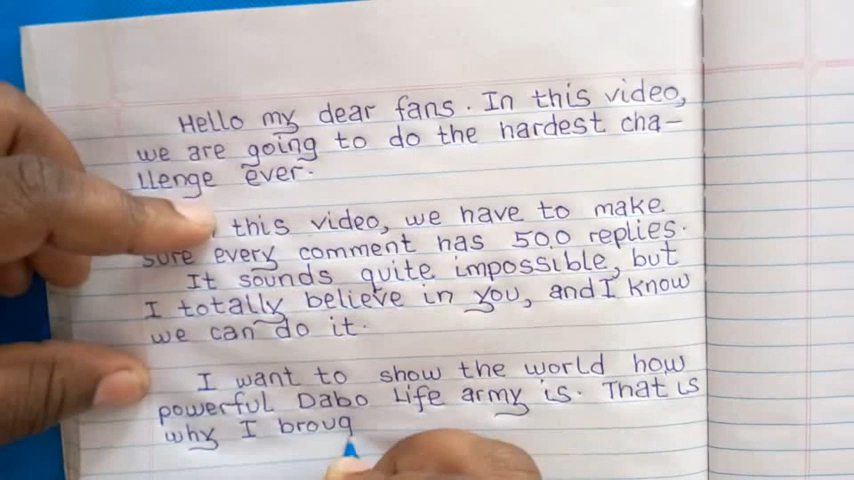 Hello my dear fans. In this video,
we are going to do the hardest cha-
llenge ever.
this video, we have to make
sure every comment has 500 replies.
It sounds quite impossible, but
I totally believe in you, and I know
we can do it.
I want to show the world how
powerful Dabo Life army is. That is
why I broug